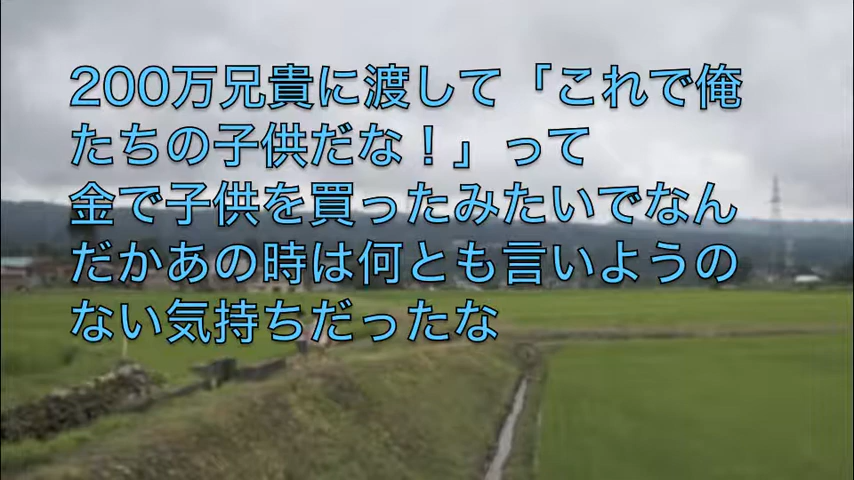 200万兄貴に渡して「これで俺
たちの子供だな！」って
金で子供を買ったみたいでなん
だかあの時は何とも言いようの
ない気持ちだったな